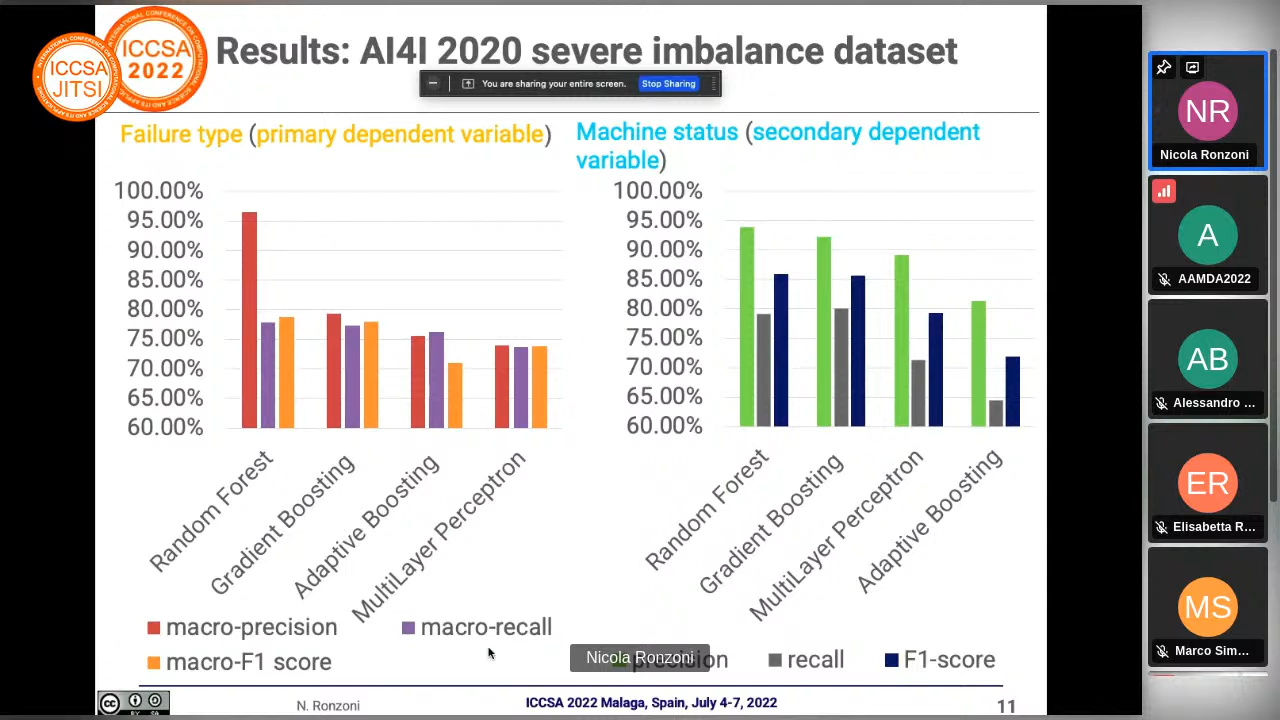 ICCSA
2022
ICCSA
JITSI
Results: AI4I 2020 severe imbalance dataset
You are sharing your entire screen. Stop Sharing
Failure type (primary dependent variable)
Machine status (secondary dependent
variable)
100.00%
95.00%
90.00%
85.00%
80.00%
75.00%
70.00%
65.00%
60.00%
Random Forest
Gradient Boosting
Adaptive Boosting
MultiLayer Perceptron
macro-precision
macro-recall
macro-F1 score
100.00%
95.00%
90.00%
85.00%
80.00%
75.00%
70.00%
65.00%
60.00%
Random Forest
Gradient Boosting
MultiLayer Perceptron
Adaptive Boosting
precision
recall
F1-score
Nicola Ronzoni
cc
BY SA
N. Ronzoni
ICCSA 2022 Malaga, Spain, July 4-7, 2022
11
NR
Nicola Ronzoni
A
AAMDA2022
AB
Alessandro ...
ER
Elisabetta R...
MS
Marco Sim...